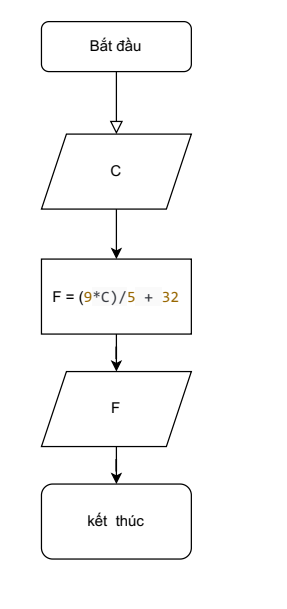 Bắt đầu
C
F = (9*C)/5 + 32
F
kết thúc